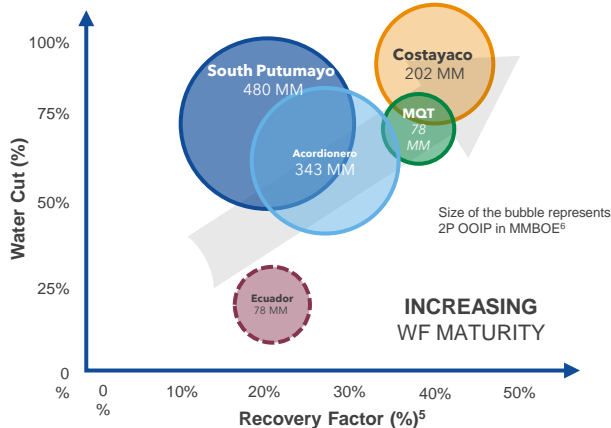 100%
75%
50%
25%
0
%
Water Cut (%)
South Putumayo
480 MM
Costayaco
202 MM
MQT
78
MM
Acordionero
343 MM
Size of the bubble represents
2P OOIP in MMBOE⁶
Ecuador
78 MM
INCREASING
WF MATURITY
0
%
10%
20%
30%
40%
50%
Recovery Factor (%)⁵